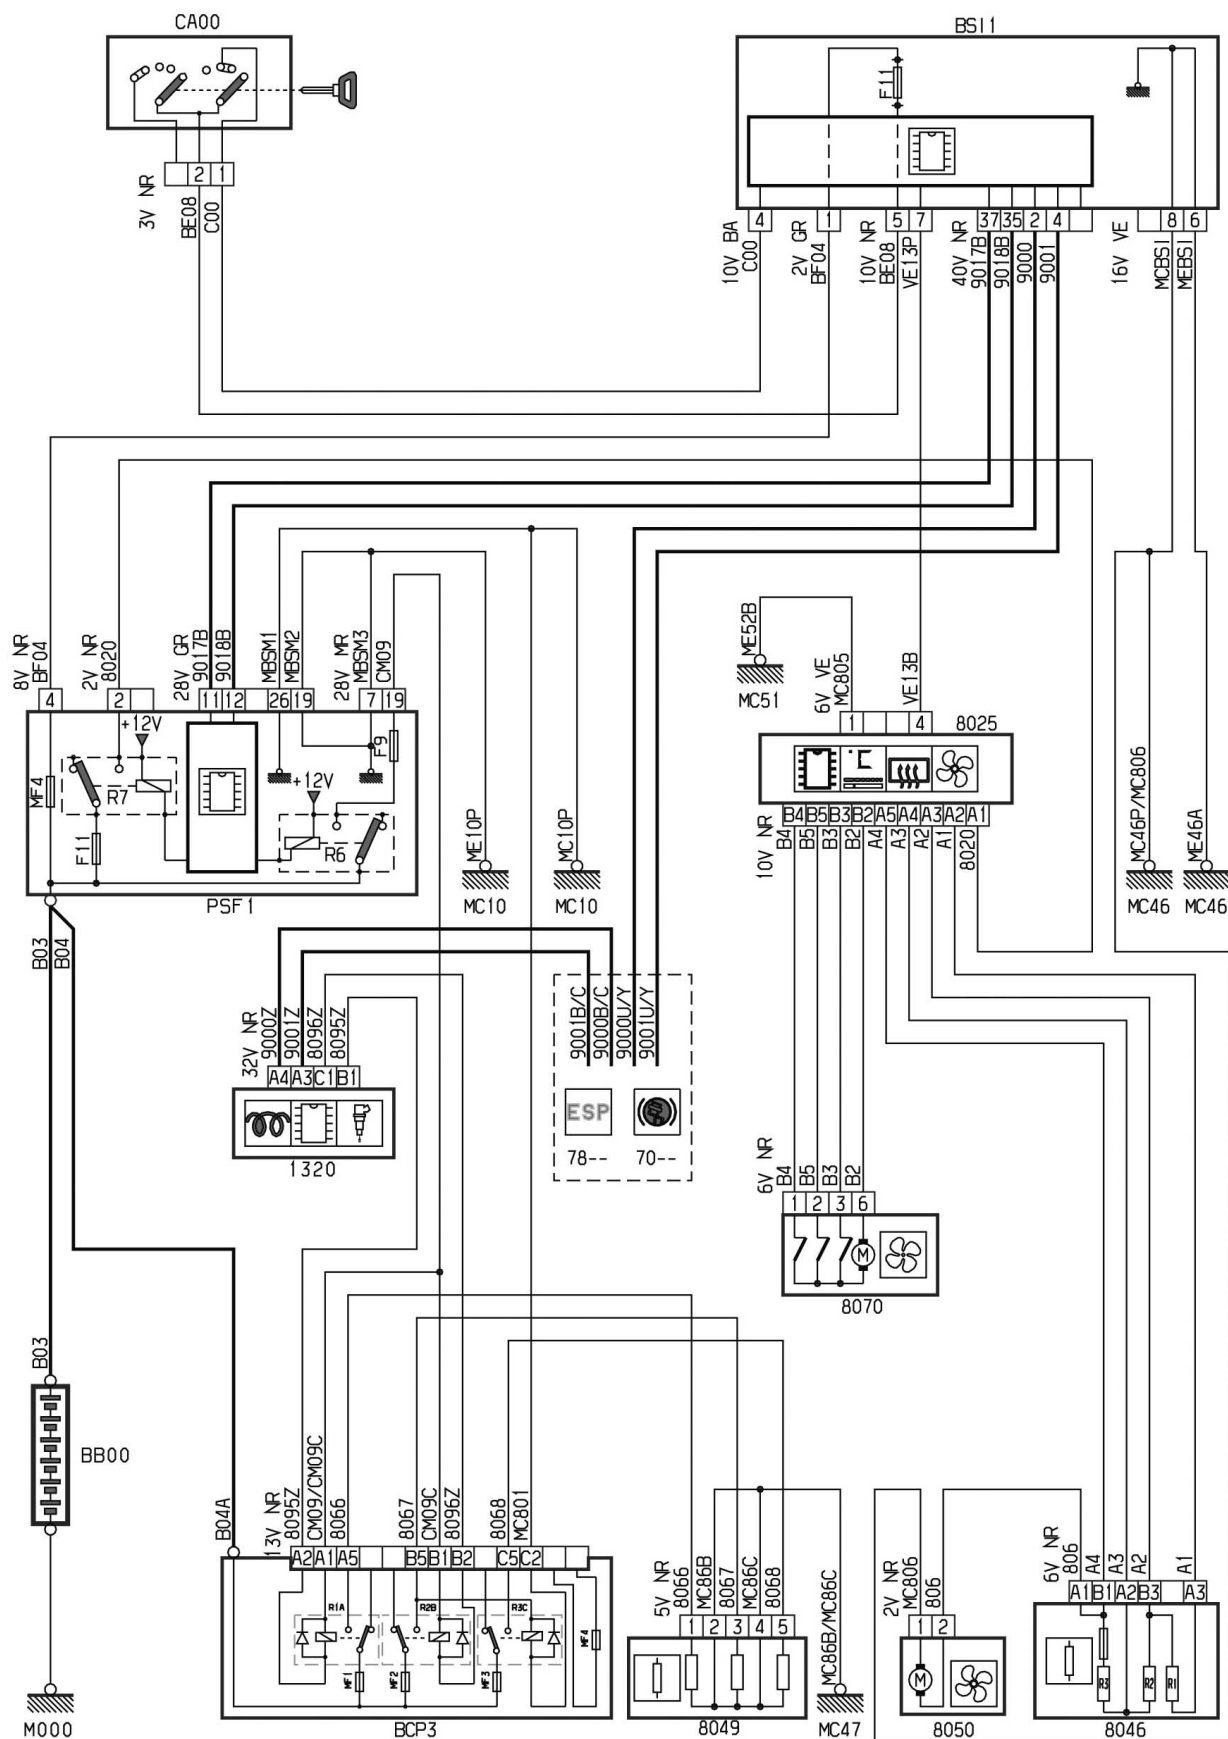 CA00
BSI1
F11
2 1
3V NR
BE08
C00
4 1 5 7 37 35 2 4 8 6
10V BA
C00
2V GR
BF04
10V NR
BE08
VE13P
40V NR
9017B
9018B
9000
9001
16V VE
MCBSI
MEBSI
8V NR
BF04
2V NR
8020
28V GR
9017B
9018B
MBSM1
MBSM2
28V MR
MBSM3
CM09
4 2 11 12 26 19 7 19
+12V
R7
MF4
F11
F9
+12V
R6
PSF1
ME10P
MC10
MC10P
MC10
ME52B
MC51
6V VE
MC805
VE13B
1 4
8025
°C
B4 B5 B3 B2 A5 A4 A3 A2 A1
10V NR
B4
B5
B3
B2
A4
A3
A2
A1
8020
MC46P/MC806
MC46
ME46A
MC46
B03
B04
32V NR
9000Z
9001Z
8096Z
8095Z
A4 A3 C1 B1
1320
9001B/C
9000B/C
9000U/Y
9001U/Y
ESP
78--
70--
6V NR
B4
B5
B3
B2
1 2 3 6
M
8070
B03
BB00
M000
B04A
13V NR
8095Z
CM09/CM09C
8066
8067
CM09C
8096Z
8068
MC801
A2 A1 A5 B5 B1 B2 C5 C2
R1A
R2B
R3C
MF1
MF2
MF3
MF4
BCP3
5V NR
8066
MC86B
8067
MC86C
8068
1 2 3 4 5
8049
MC86B/MC86C
MC47
2V NR
MC806
806
1 2
M
8050
6V NR
806
A4
A3
A2
A1
A1 B1 A2 B3 A3
R3
R2
R1
8046